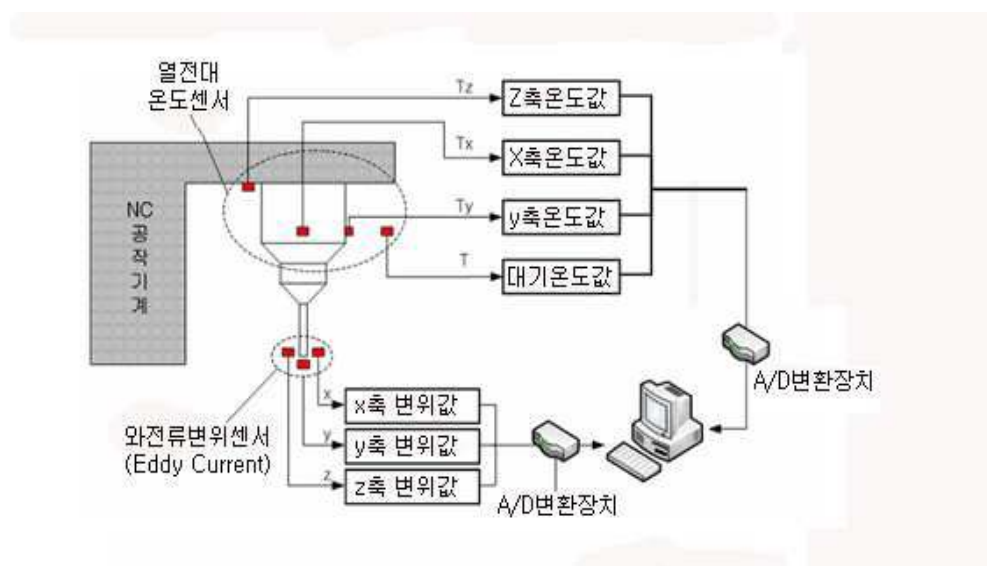 열전대
온도센서
Tz
Z축온도값
Tx
X축온도값
NC
공
작
기
계
Ty
y축온도값
T
대기온도값
A/D변환장치
x
x축 변위값
와전류변위센서
(Eddy Current)
y
y축 변위값
z
z축 변위값
A/D변환장치